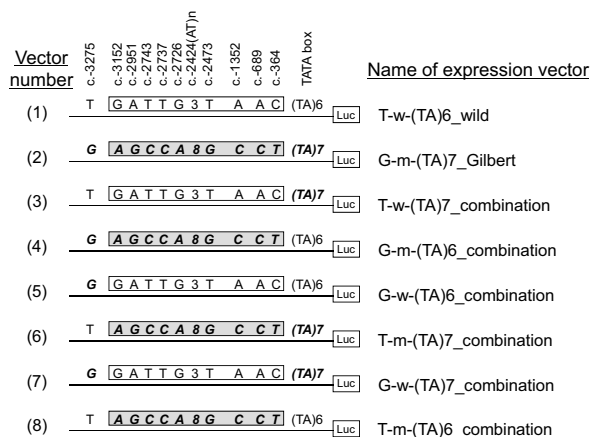 Vector number
c.-3275
c.-3152
c.-2951
c.-2743
c.-2737
c.-2726
c.-2424(AT)n
c.-2473
c.-1352
c.-689
c.-364
TATA box
Name of expression vector
(1) T G A T T G 3 T A A C (TA)6 Luc T-w-(TA)6_wild
(2) G A G C C A 8 G C C T (TA)7 Luc G-m-(TA)7_Gilbert
(3) T G A T T G 3 T A A C (TA)7 Luc T-w-(TA)7_combination
(4) G A G C C A 8 G C C T (TA)6 Luc G-m-(TA)6_combination
(5) G G A T T G 3 T A A C (TA)6 Luc G-w-(TA)6_combination
(6) T A G C C A 8 G C C T (TA)7 Luc T-m-(TA)7_combination
(7) G G A T T G 3 T A A C (TA)7 Luc G-w-(TA)7_combination
(8) T A G C C A 8 G C C T (TA)6 Luc T-m-(TA)6_combination